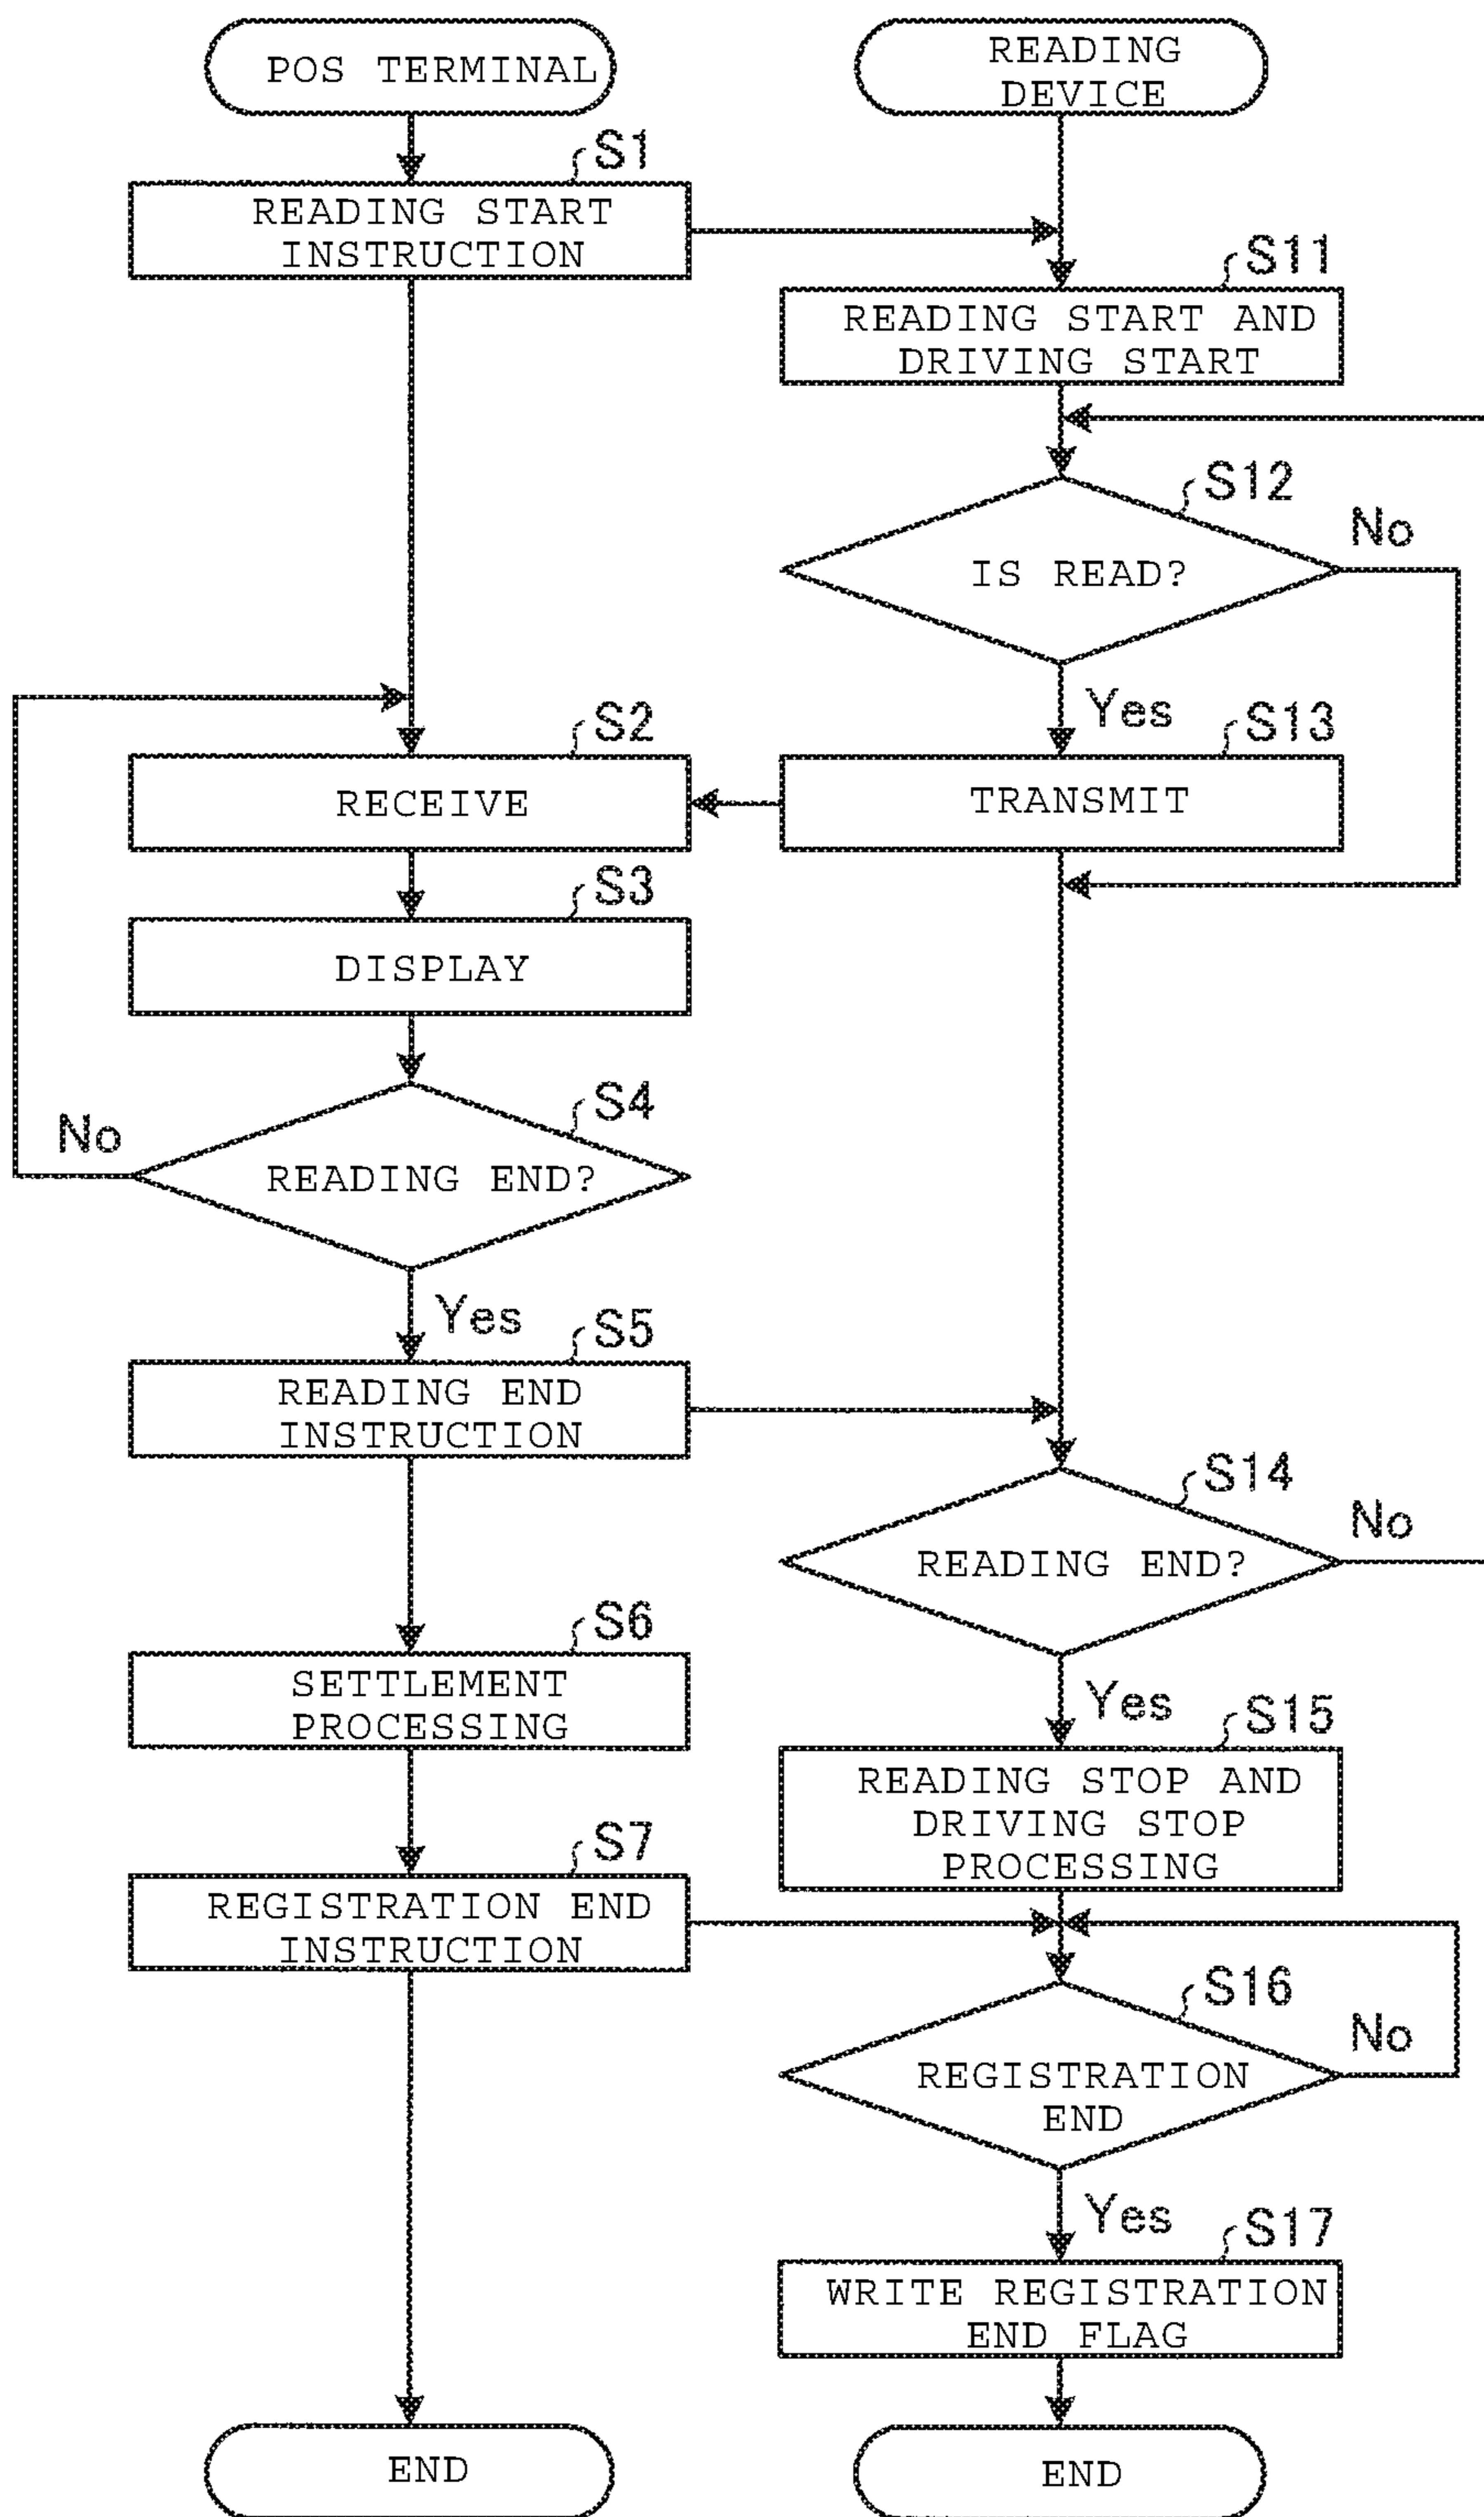 POS TERMINAL
READING
DEVICE
S1
READING START
INSTRUCTION
S11
READING START AND
DRIVING START
S12
No
IS READ?
Yes
S2
S13
RECEIVE
TRANSMIT
S3
DISPLAY
S4
No
READING END?
Yes
S5
READING END
INSTRUCTION
S14
No
READING END?
S6
SETTLEMENT
PROCESSING
Yes
S15
READING STOP AND
DRIVING STOP
PROCESSING
S7
REGISTRATION END
INSTRUCTION
S16
No
REGISTRATION
END
Yes
S17
WRITE REGISTRATION
END FLAG
END
END